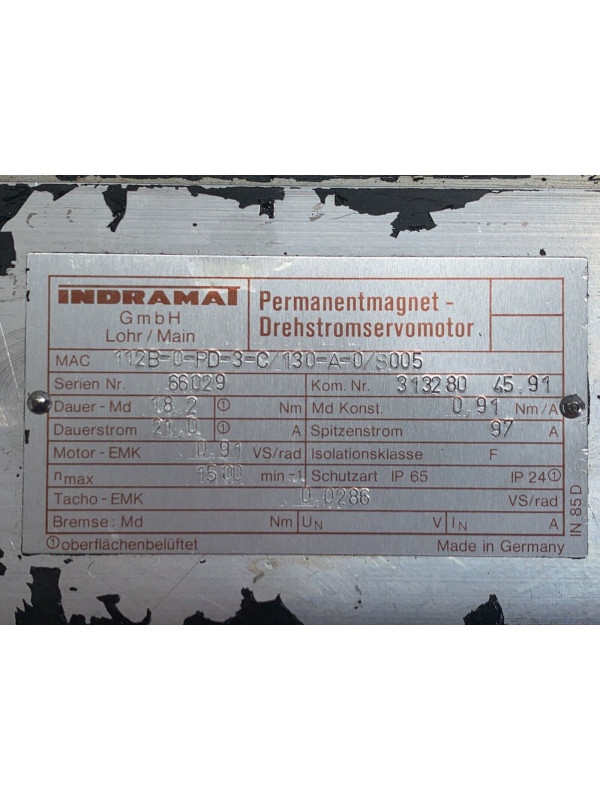 INDRAMAT
GmbH
Lohr/Main
Permanentmagnet-
Drehstromservomotor
MAC 112B-0-PD-3-C/130-A-0/S005
Serien Nr. 66029 Kom. Nr. 313280 45.91
Dauer-Md 18.2 ① Nm Md Konst. 0,91 Nm/A
Dauerstrom 21.0 ① A Spitzenstrom 97 A
Motor-EMK 0.91 VS/rad Isolationsklasse F
nmax 1500 min-1 Schutzart IP 65 IP 24①
Tacho-EMK 0.0286 VS/rad
Bremse: Md Nm UN V IN A
①oberflächenbelüftet Made in Germany
IN 85D